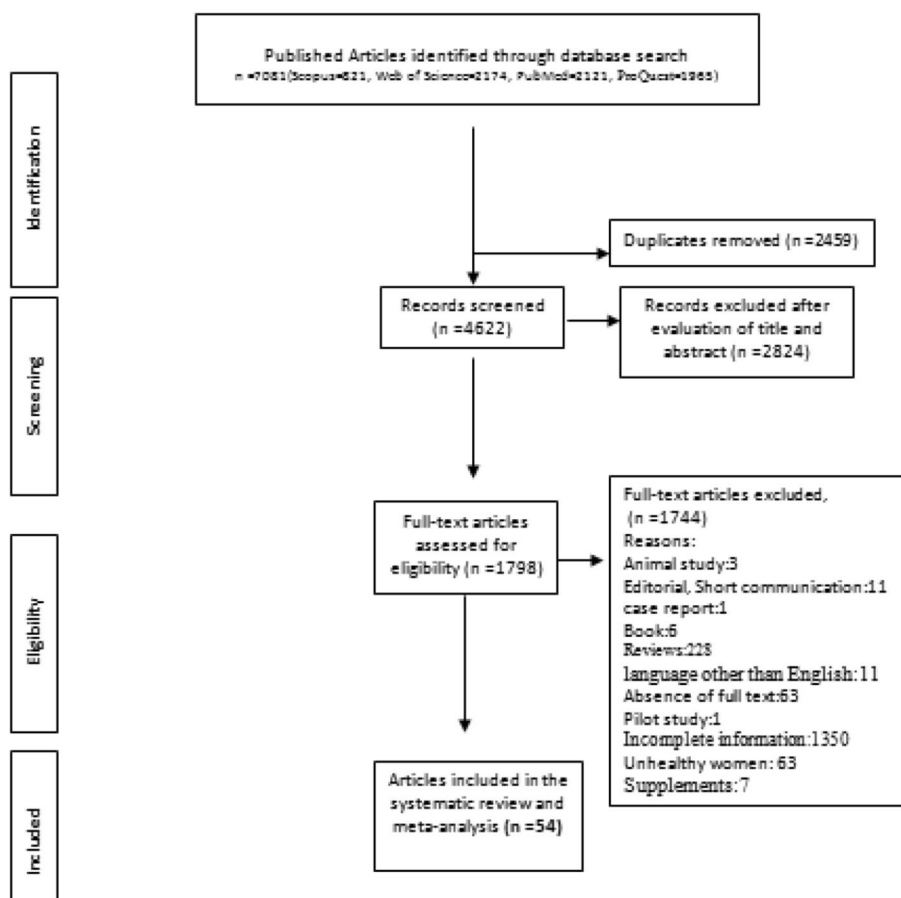 Published Articles identified through database search
n =7081(Scopus=821, Web of Science=2174, PubMed=2121, ProQuest=1965)
Identification
Duplicates removed (n =2459)
Records screened
(n =4622)
Records excluded after
evaluation of title and
abstract (n =2824)
Screening
Full-text articles
assessed for
eligibility (n =1798)
Full-text articles excluded,
(n =1744)
Reasons:
Animal study:3
Editorial, Short communication:11
case report:1
Book:6
Reviews:228
language other than English:11
Absence of full text:63
Pilot study:1
Incomplete information:1350
Unhealthy women: 63
Supplements:7
Eligibility
Articles included in the
systematic review and
meta-analysis (n =54)
Included